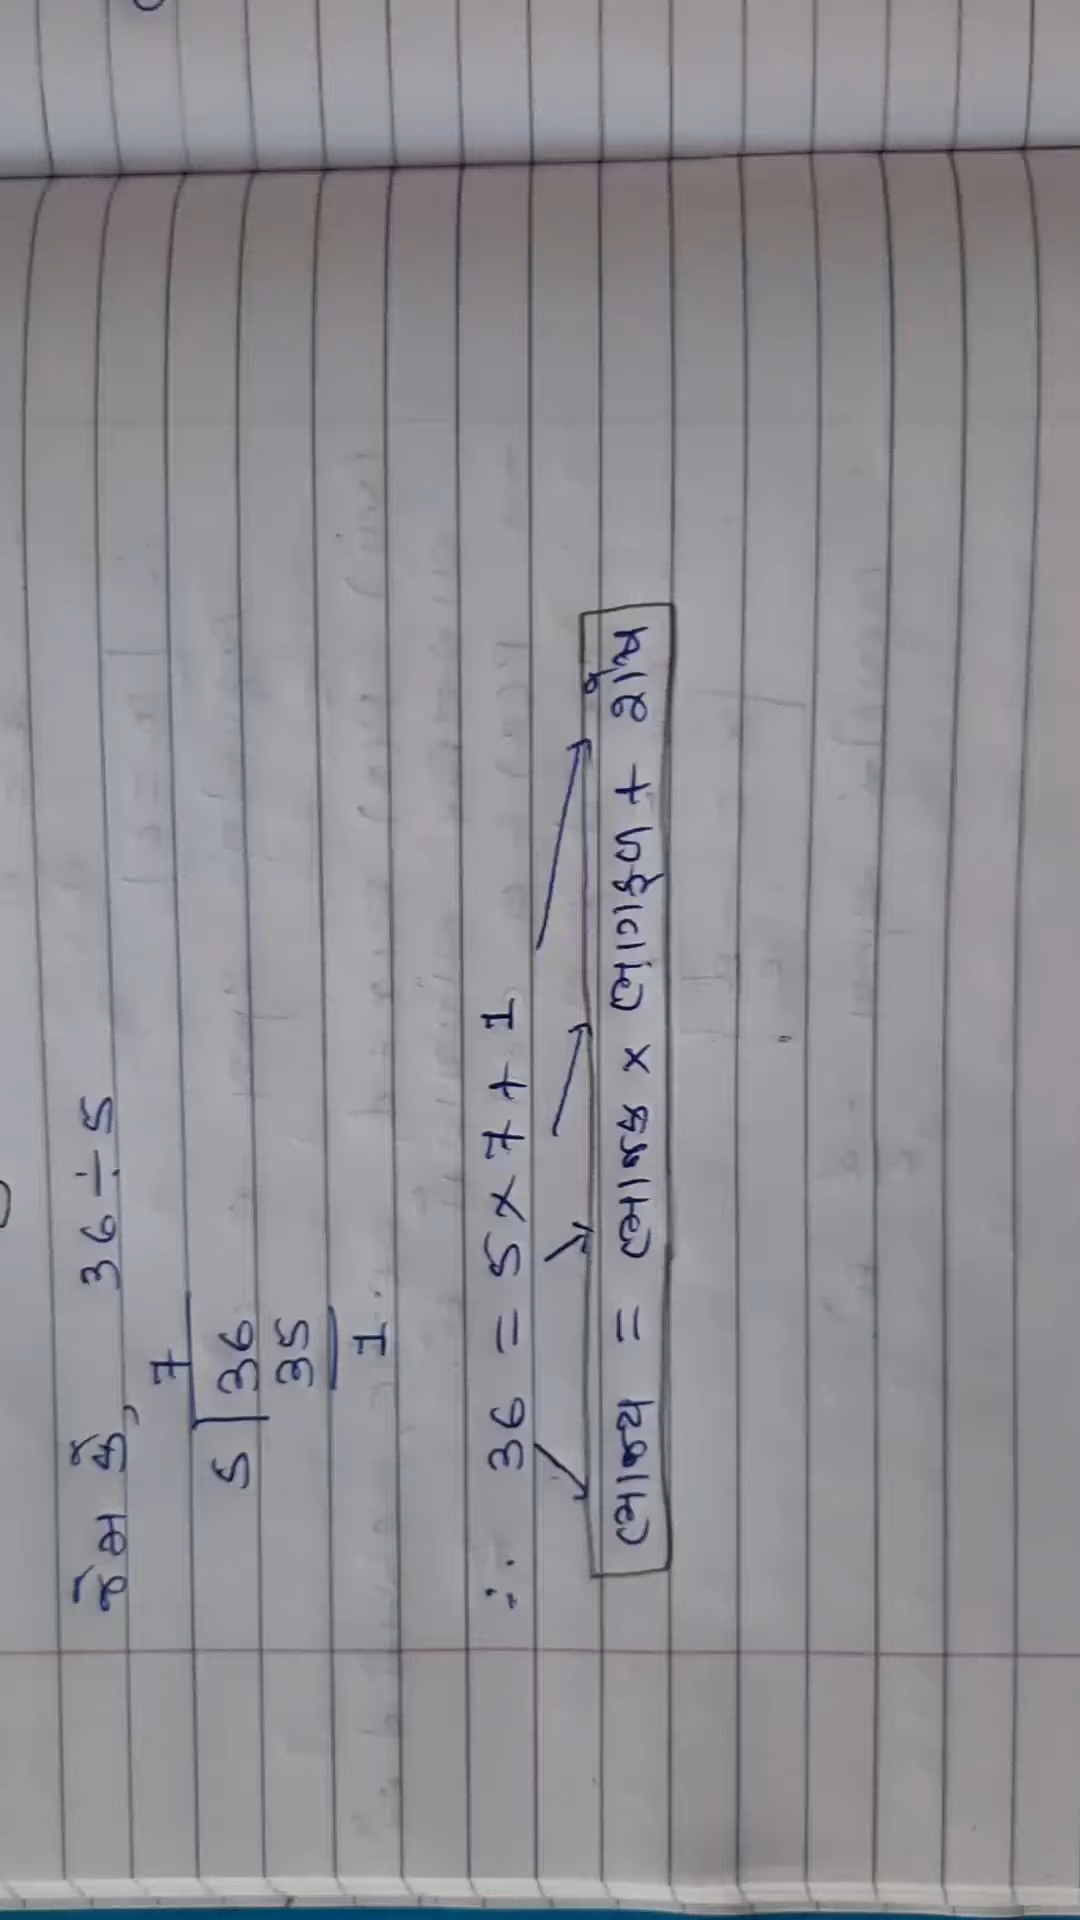 જેમ કે, 36 ÷ 5
7
5 36
35
1
∴ 36 = 5 × 7 + 1
ભાજ્ય = ભાજક × ભાગફળ + શેષ